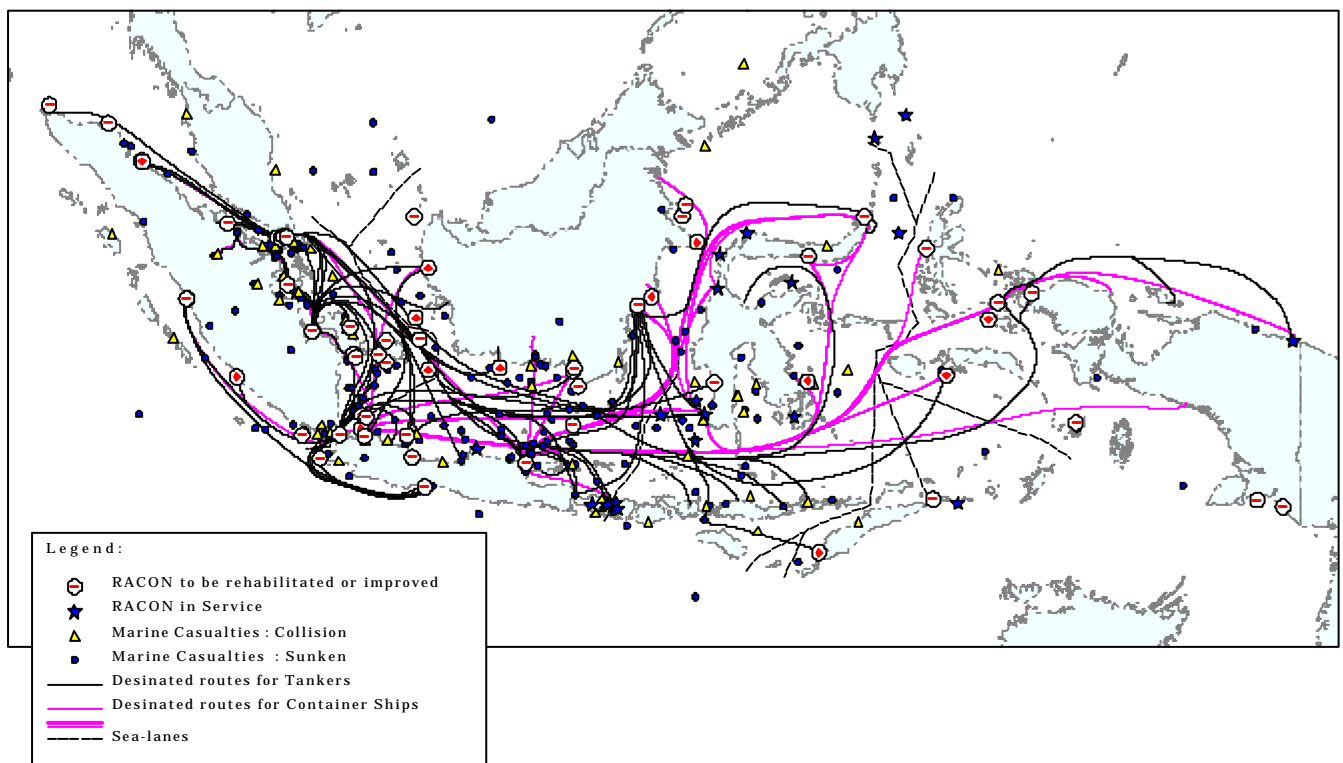 Legend:
RACON to be rehabilitated or improved
RACON in Service
Marine Casualties : Collision
Marine Casualties : Sunken
Desinated routes for Tankers
Desinated routes for Container Ships
Sea-lanes